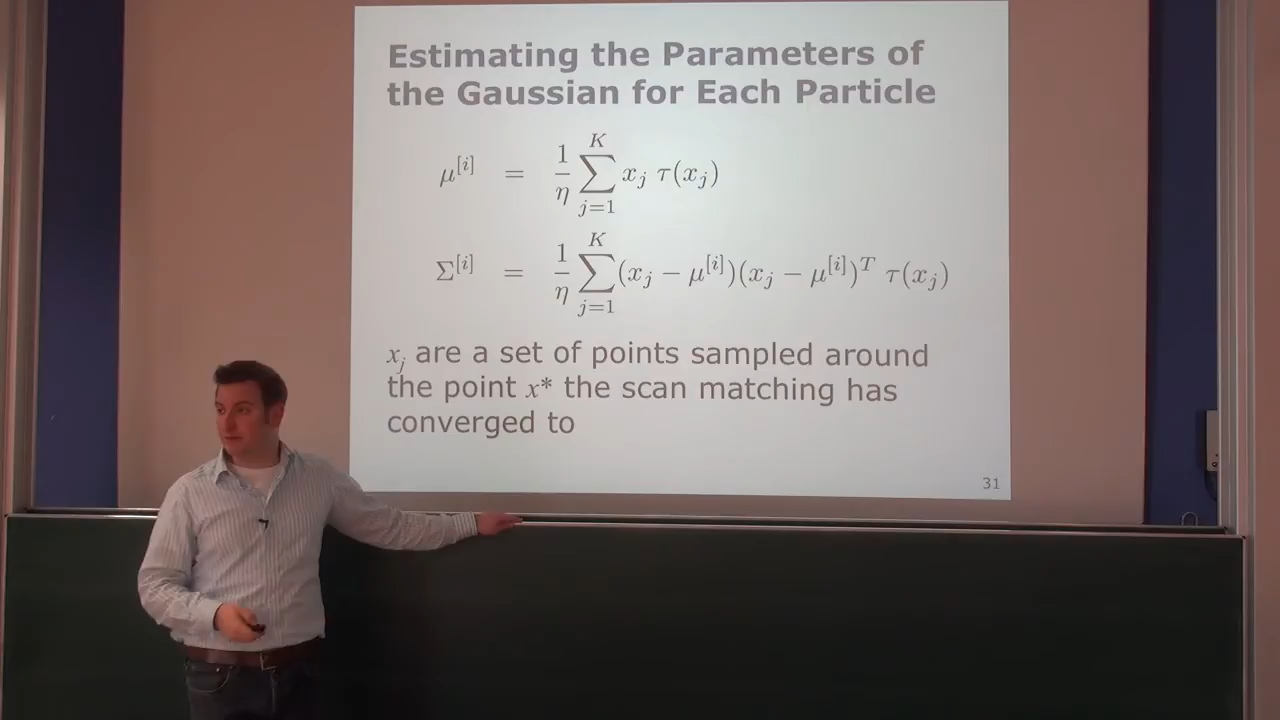 Estimating the Parameters of
the Gaussian for Each Particle
μ^[i] = 1/η ∑_{j=1}^{K} x_j τ(x_j)
Σ^[i] = 1/η ∑_{j=1}^{K} (x_j − μ^[i])(x_j − μ^[i])^T τ(x_j)
x_j are a set of points sampled around
the point x* the scan matching has
converged to
31